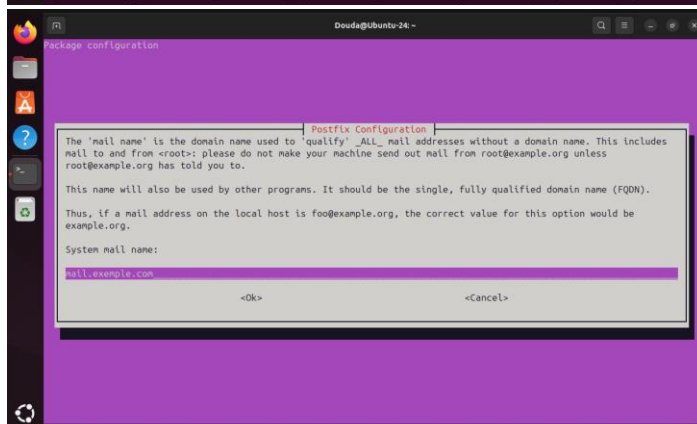 Douda@Ubuntu-24: ~
Package configuration
Postfix Configuration
The 'mail name' is the domain name used to 'qualify' _ALL_ mail addresses without a domain name. This includes
mail to and from <root>: please do not make your machine send out mail from root@example.org unless
root@example.org has told you to.
This name will also be used by other programs. It should be the single, fully qualified domain name (FQDN).
Thus, if a mail address on the local host is foo@example.org, the correct value for this option would be
example.org.
System mail name:
mail.exemple.com
<Ok> <Cancel>